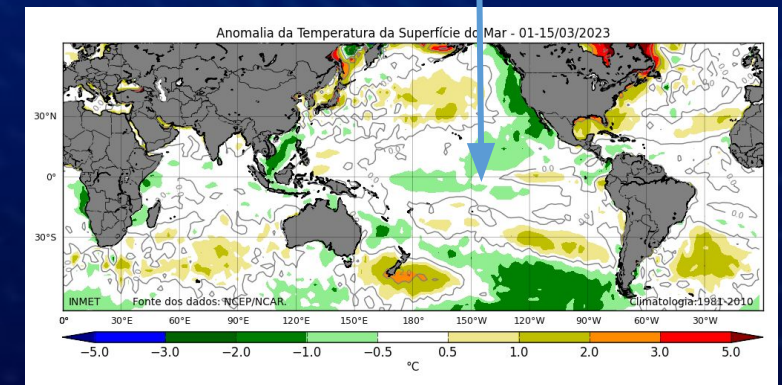 Anomalia da Temperatura da Superfície do Mar - 01-15/03/2023
30°N
0°
30°S
INMET Fonte dos dados: NCEP/NCAR. Climatologia:1981-2010
0° 30°E 60°E 90°E 120°E 150°E 180° 150°W 120°W 90°W 60°W 30°W
−5.0 −3.0 −2.0 −1.0 −0.5 0.5 1.0 2.0 3.0 5.0
°C